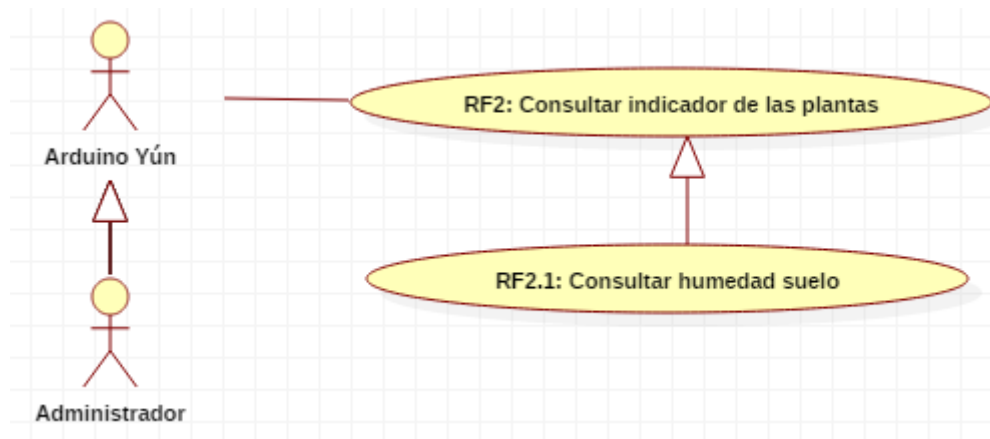 RF2: Consultar indicador de las plantas
Arduino Yún
RF2.1: Consultar humedad suelo
Administrador